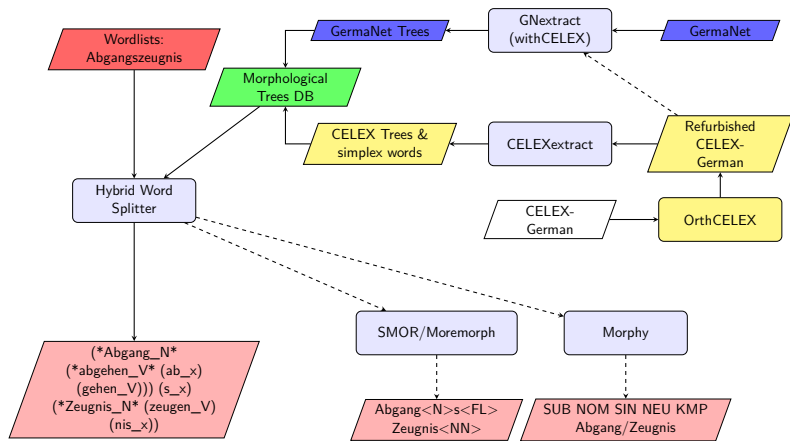 Wordlists:
Abgangszeugnis
GermaNet Trees
GNextract
(withCELEX)
GermaNet
Morphological
Trees DB
CELEX Trees &
simplex words
CELEXextract
Refurbished
CELEX-
German
Hybrid Word
Splitter
CELEX-
German
OrthCELEX
SMOR/Moremorph
Morphy
(*Abgang_N*
(*abgehen_V* (ab_x)
(gehen_V))) (s_x)
(*Zeugnis_N* (zeugen_V)
(nis_x))
Abgang<N>s<FL>
Zeugnis<NN>
SUB NOM SIN NEU KMP
Abgang/Zeugnis